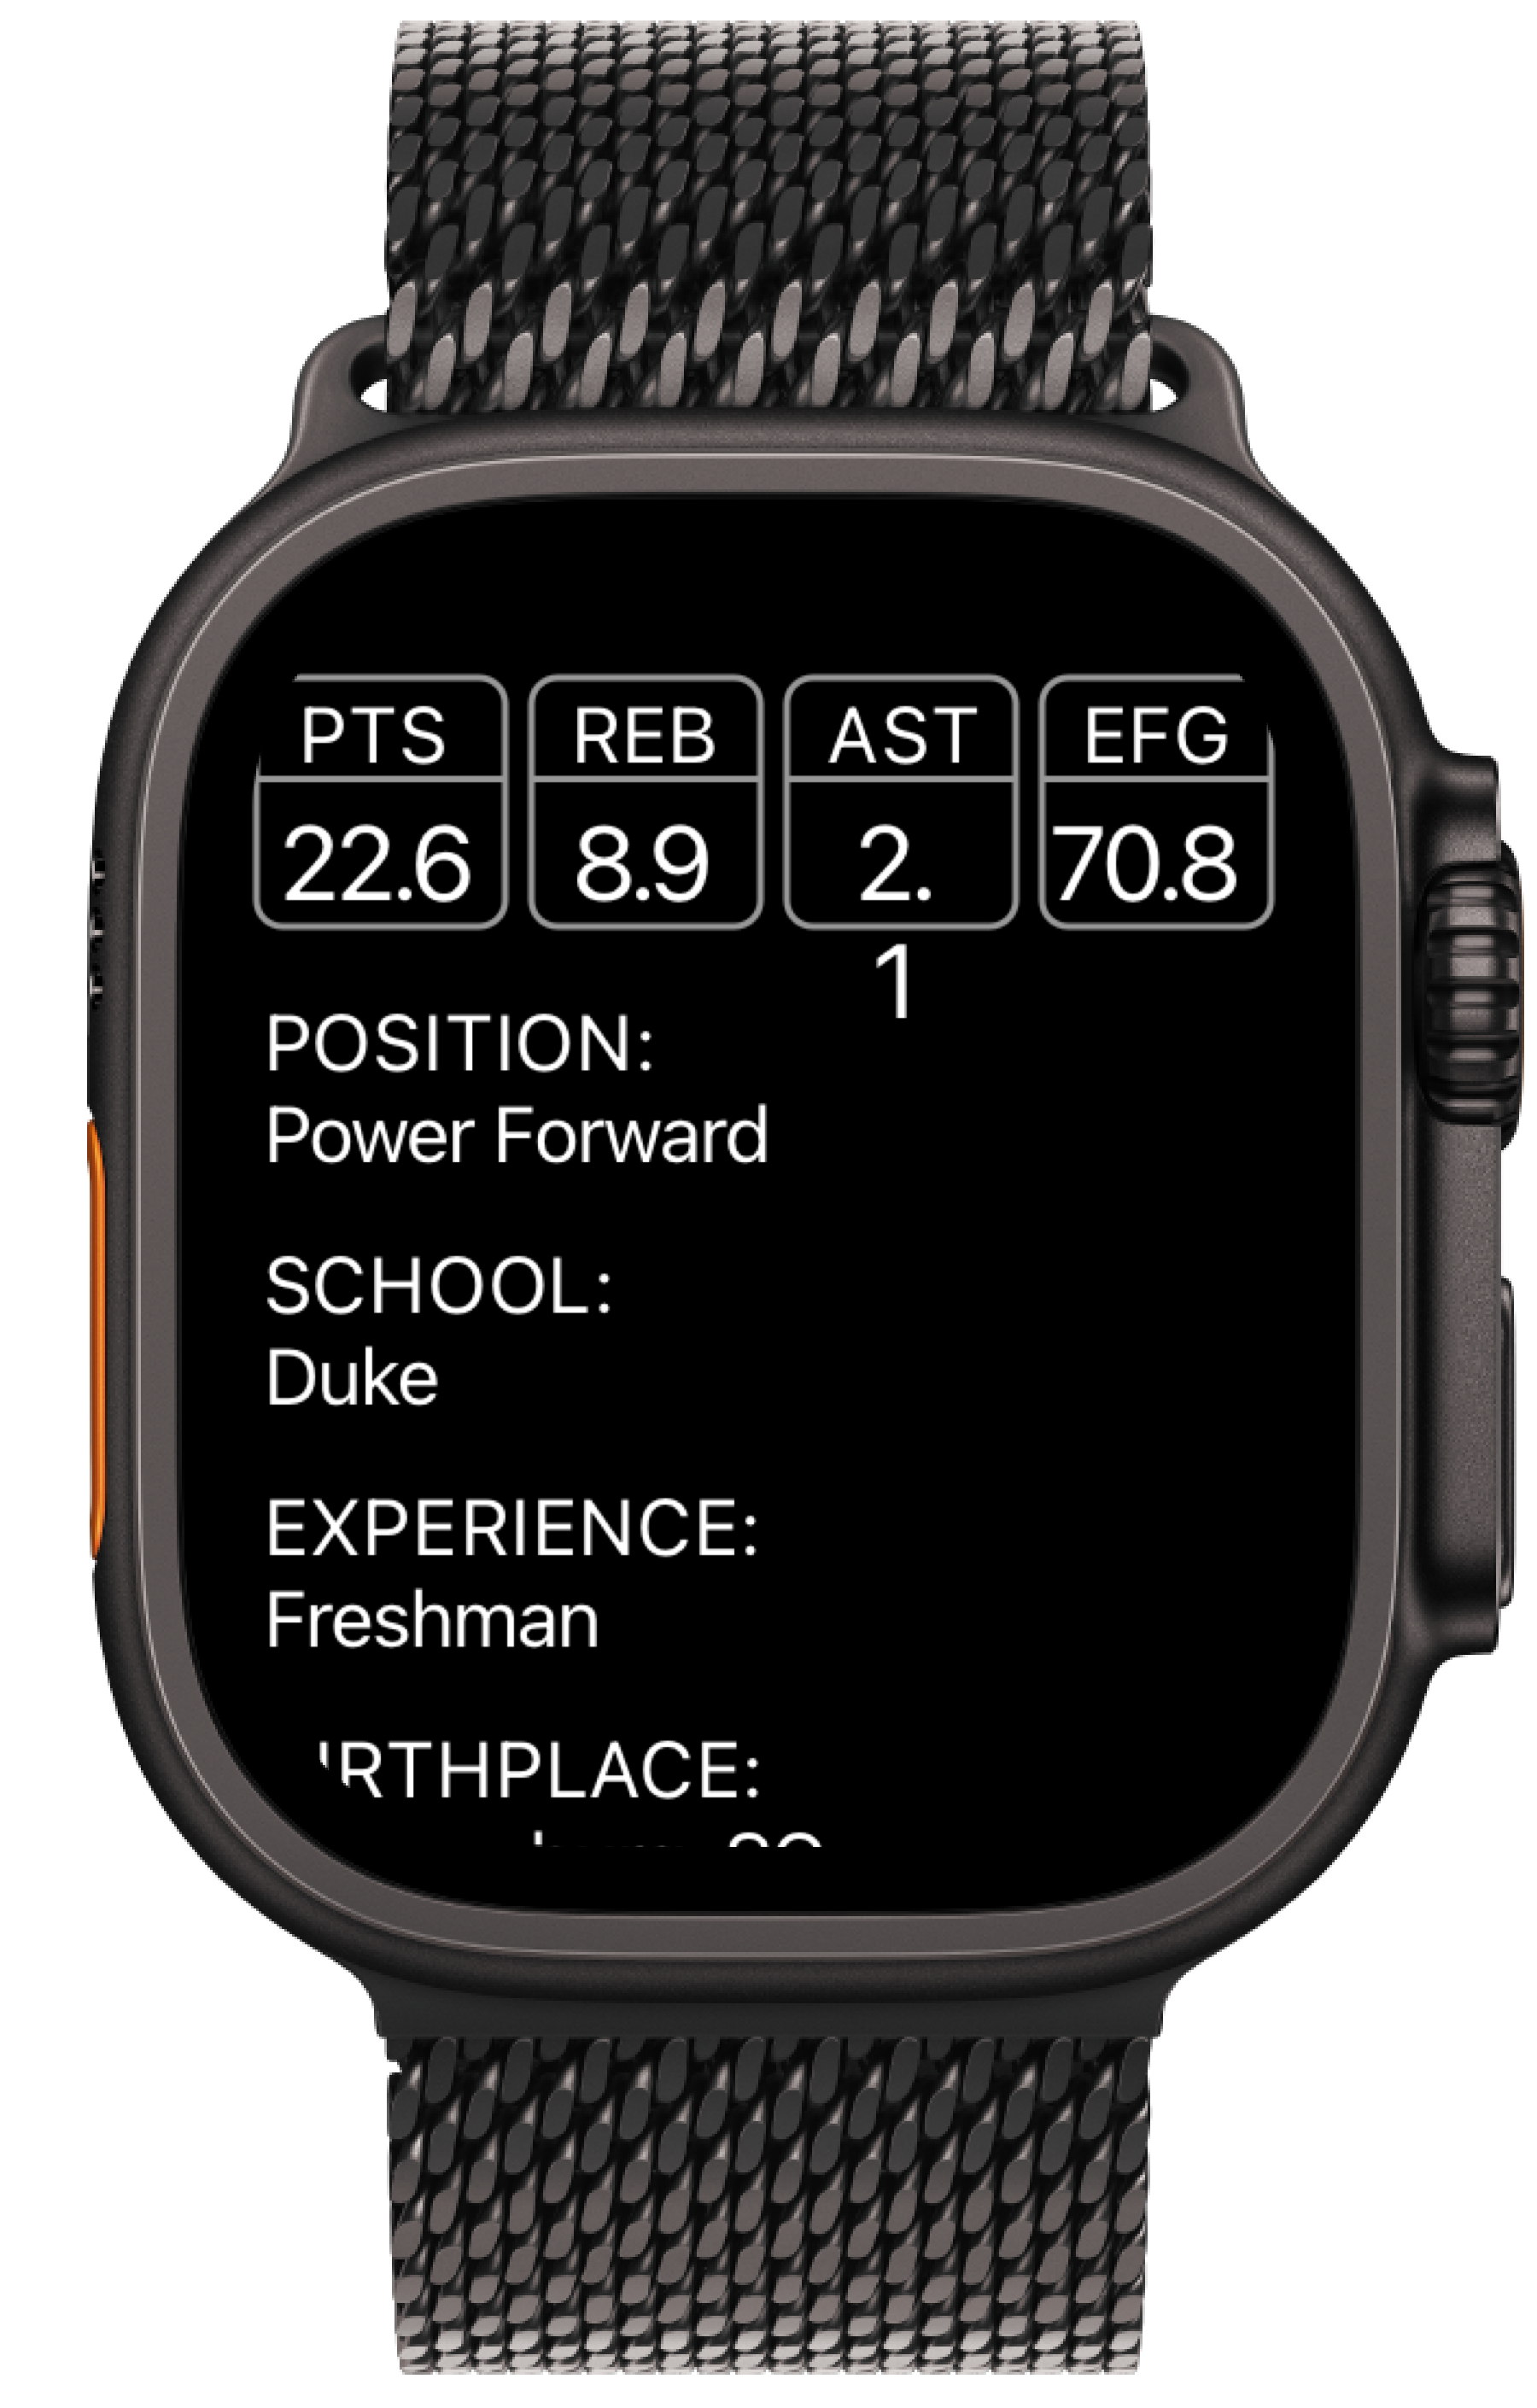 PTS REB AST EFG
22.6 8.9 2. 70.8
1
POSITION:
Power Forward
SCHOOL:
Duke
EXPERIENCE:
Freshman
RTHPLACE: